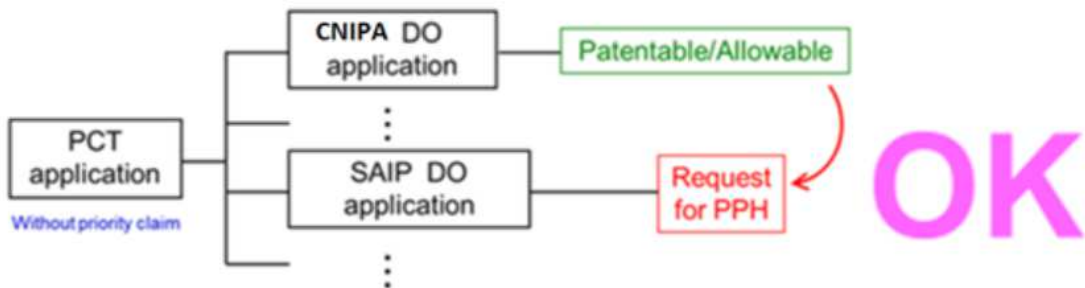 CNIPA DO
application
Patentable/Allowable
PCT
application
Without priority claim
SAIP DO
application
Request
for PPH
OK